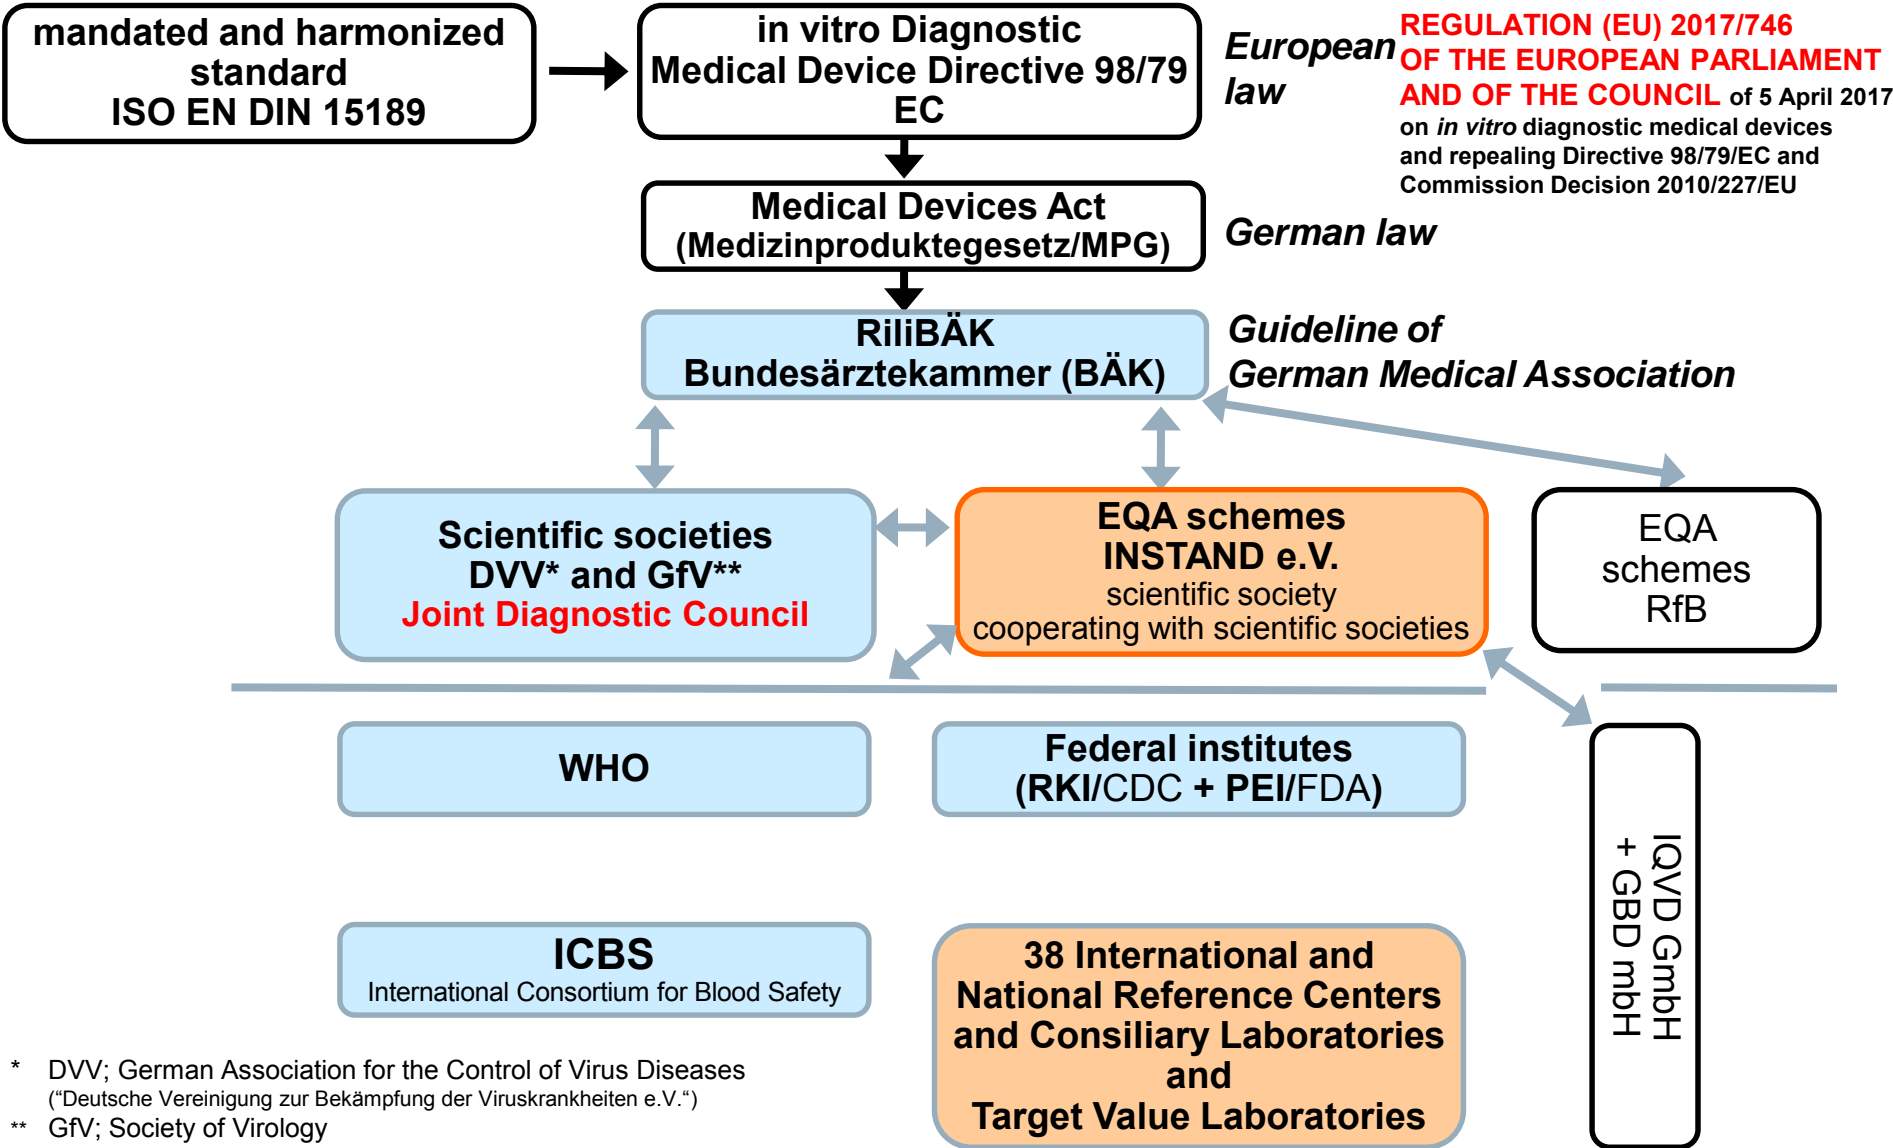 mandated and harmonized
standard
ISO EN DIN 15189
in vitro Diagnostic
Medical Device Directive 98/79
EC
European
law
REGULATION (EU) 2017/746
OF THE EUROPEAN PARLIAMENT
AND OF THE COUNCIL of 5 April 2017
on in vitro diagnostic medical devices
and repealing Directive 98/79/EC and
Commission Decision 2010/227/EU
Medical Devices Act
(Medizinproduktegesetz/MPG)
German law
RiliBÄK
Bundesärztekammer (BÄK)
Guideline of
German Medical Association
Scientific societies
DVV* and GfV**
Joint Diagnostic Council
EQA schemes
INSTAND e.V.
scientific society
cooperating with scientific societies
EQA
schemes
RfB
WHO
Federal institutes
(RKI/CDC + PEI/FDA)
IQVD GmbH
+ GBD mbH
ICBS
International Consortium for Blood Safety
38 International and
National Reference Centers
and Consiliary Laboratories
and
Target Value Laboratories
* DVV; German Association for the Control of Virus Diseases
(“Deutsche Vereinigung zur Bekämpfung der Viruskrankheiten e.V.“)
** GfV; Society of Virology